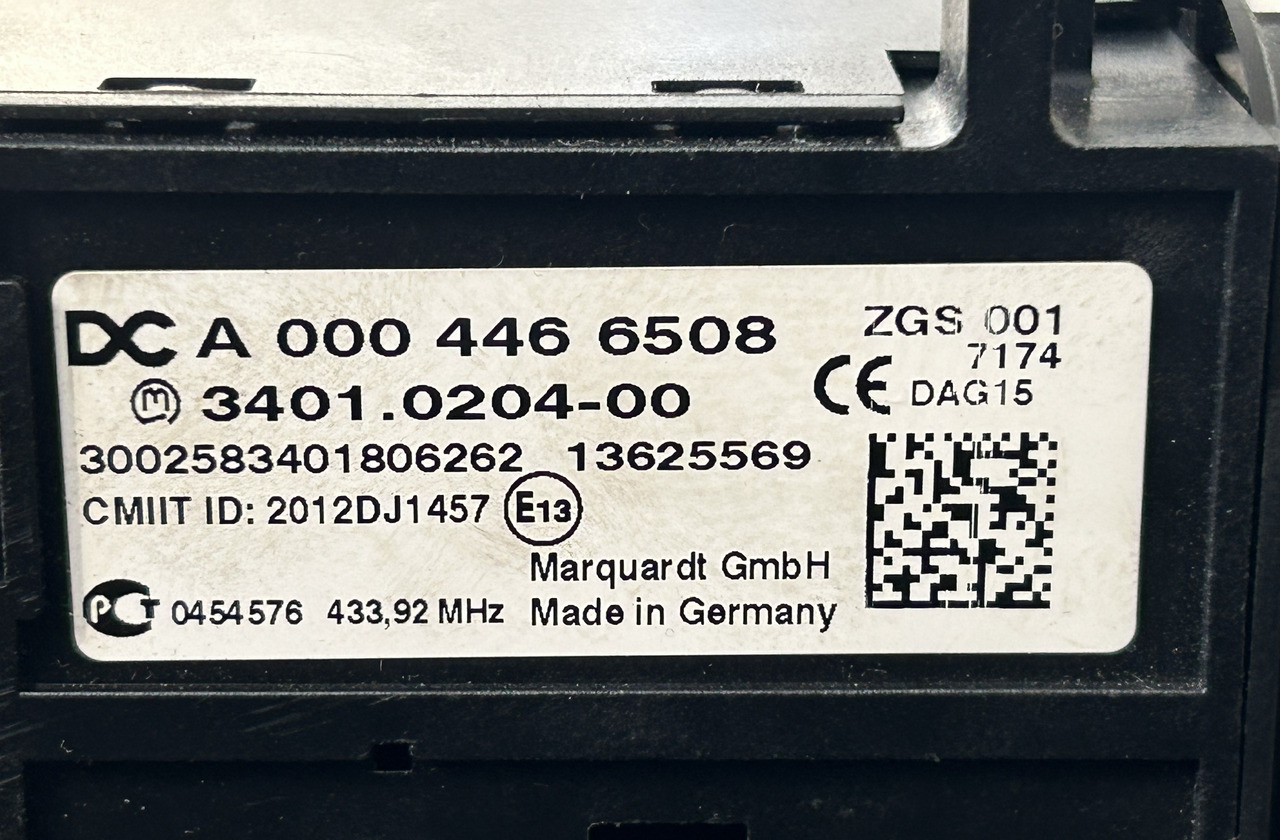 DC A 000 446 6508
ZGS 001
7174
m 3401.0204-00
CE DAG15
3002583401806262 13625569
CMIIT ID: 2012DJ1457 E13
Marquardt GmbH
PCT 0454576 433,92 MHz Made in Germany